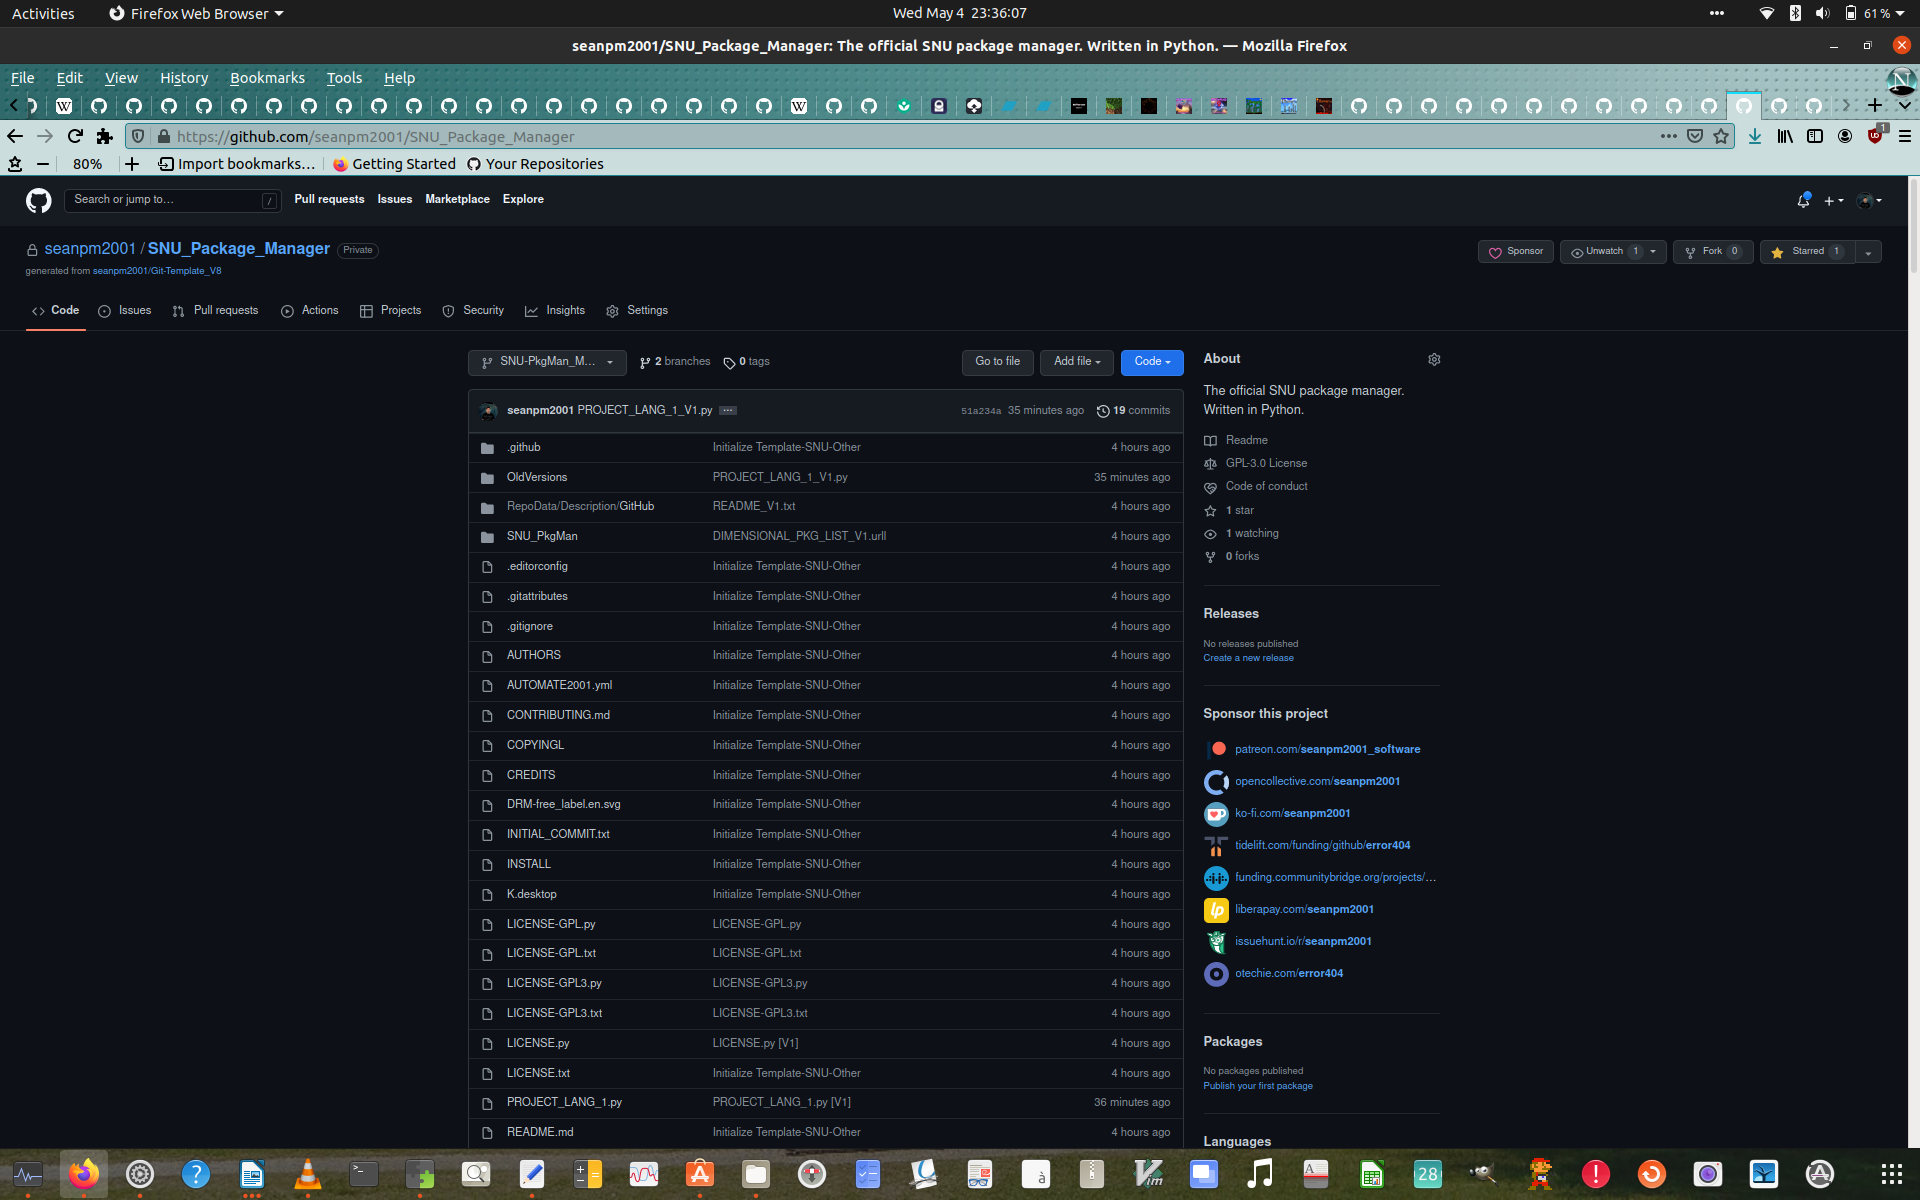 Activities Firefox Web Browser Wed May 4 23:36:07 61 %
seanpm2001/SNU_Package_Manager: The official SNU package manager. Written in Python. — Mozilla Firefox
File Edit View History Bookmarks Tools Help
https://github.com/seanpm2001/SNU_Package_Manager 1
80% Import bookmarks... Getting Started Your Repositories
Search or jump to... / Pull requests Issues Marketplace Explore
seanpm2001 / SNU_Package_Manager Private
Sponsor Unwatch 1 Fork 0 Starred 1
generated from seanpm2001/Git-Template_V8
Code Issues Pull requests Actions Projects Security Insights Settings
SNU-PkgMan_M... 2 branches 0 tags Go to file Add file Code
seanpm2001 PROJECT_LANG_1_V1.py ... 51a234a 35 minutes ago 19 commits
.github Initialize Template-SNU-Other 4 hours ago
OldVersions PROJECT_LANG_1_V1.py 35 minutes ago
RepoData/Description/GitHub README_V1.txt 4 hours ago
SNU_PkgMan DIMENSIONAL_PKG_LIST_V1.urll 4 hours ago
.editorconfig Initialize Template-SNU-Other 4 hours ago
.gitattributes Initialize Template-SNU-Other 4 hours ago
.gitignore Initialize Template-SNU-Other 4 hours ago
AUTHORS Initialize Template-SNU-Other 4 hours ago
AUTOMATE2001.yml Initialize Template-SNU-Other 4 hours ago
CONTRIBUTING.md Initialize Template-SNU-Other 4 hours ago
COPYINGL Initialize Template-SNU-Other 4 hours ago
CREDITS Initialize Template-SNU-Other 4 hours ago
DRM-free_label.en.svg Initialize Template-SNU-Other 4 hours ago
INITIAL_COMMIT.txt Initialize Template-SNU-Other 4 hours ago
INSTALL Initialize Template-SNU-Other 4 hours ago
K.desktop Initialize Template-SNU-Other 4 hours ago
LICENSE-GPL.py LICENSE-GPL.py 4 hours ago
LICENSE-GPL.txt LICENSE-GPL.txt 4 hours ago
LICENSE-GPL3.py LICENSE-GPL3.py 4 hours ago
LICENSE-GPL3.txt LICENSE-GPL3.txt 4 hours ago
LICENSE.py LICENSE.py [V1] 4 hours ago
LICENSE.txt Initialize Template-SNU-Other 4 hours ago
PROJECT_LANG_1.py PROJECT_LANG_1.py [V1] 36 minutes ago
README.md Initialize Template-SNU-Other 4 hours ago
About
The official SNU package manager.
Written in Python.
Readme
GPL-3.0 License
Code of conduct
1 star
1 watching
0 forks
Releases
No releases published
Create a new release
Sponsor this project
patreon.com/seanpm2001_software
opencollective.com/seanpm2001
ko-fi.com/seanpm2001
tidelift.com/funding/github/error404
funding.communitybridge.org/projects/...
liberapay.com/seanpm2001
issuehunt.io/r/seanpm2001
otechie.com/error404
Packages
No packages published
Publish your first package
Languages
28